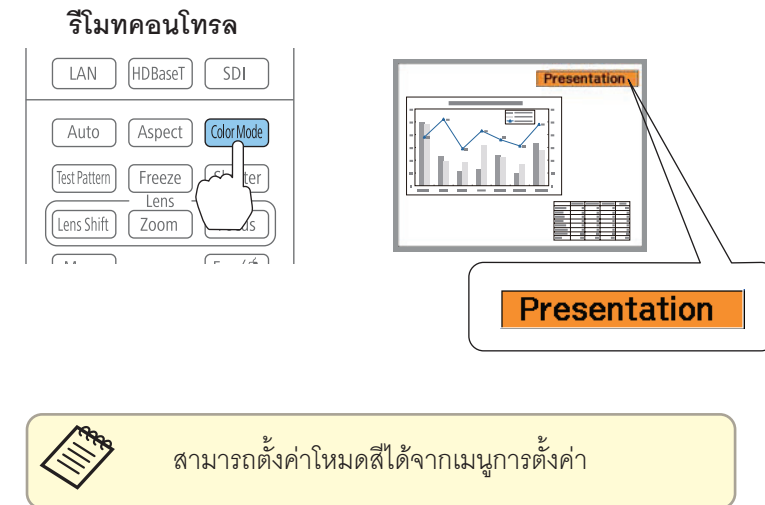 รีโมทคอนโทรล
LAN HDBaseT SDI
Auto Aspect Color Mode
Test Pattern Freeze
Lens
Lens Shift Zoom
Presentation
Presentation
สามารถตั้งค่าโหมดสีได้จากเมนูการตั้งค่า